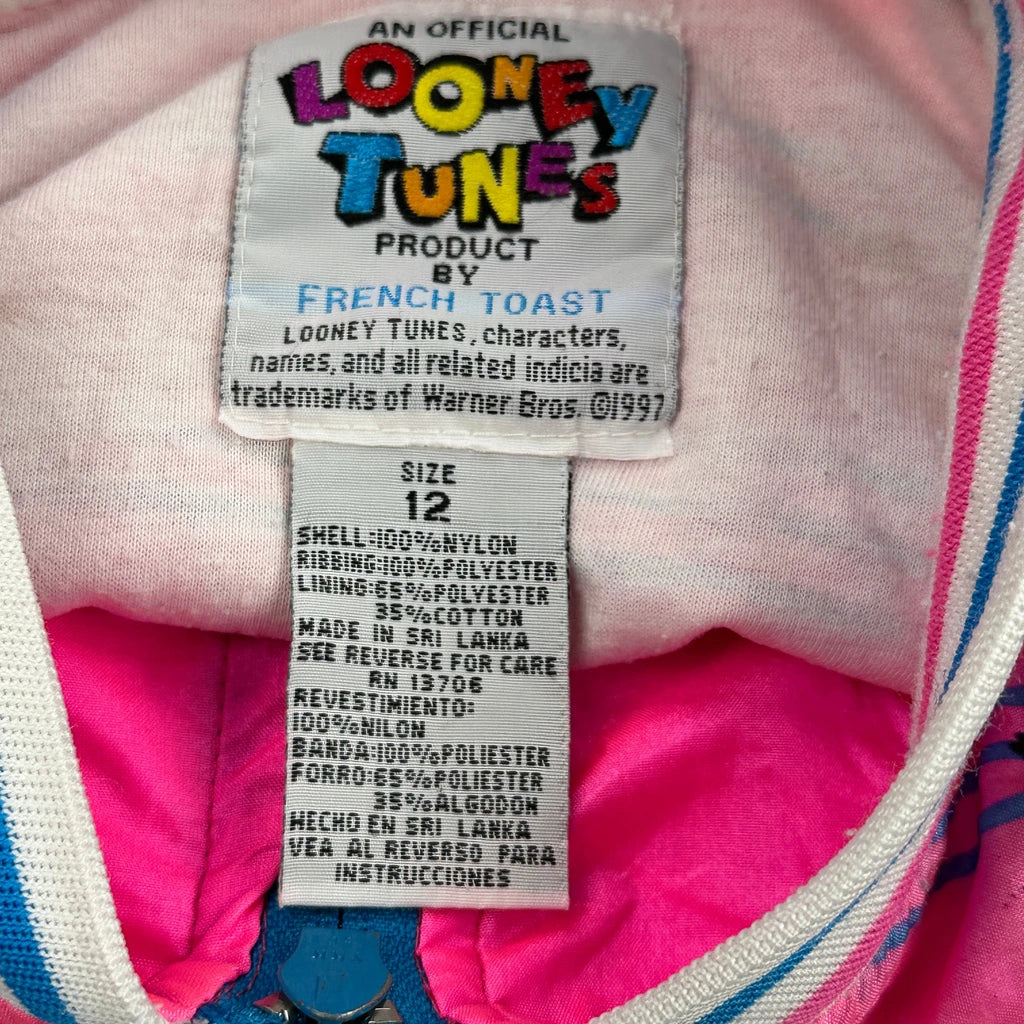 AN OFFICIAL
LOONEY
TUNES
PRODUCT
BY
FRENCH TOAST
LOONEY TUNES, characters,
names, and all related indicia are
trademarks of Warner Bros. ©1997
SIZE
12
SHELL:100%NYLON
RIBBING:100%POLYESTER
LINING:65%POLYESTER
35%COTTON
MADE IN SRI LANKA
SEE REVERSE FOR CARE
RN 13706
REVESTIMIENTO:
100%NILON
BANDA:100%POLIESTER
FORRO:65%POLIESTER
35%ALGODON
HECHO EN SRI LANKA
VEA AL REVERSO PARA
INSTRUCCIONES